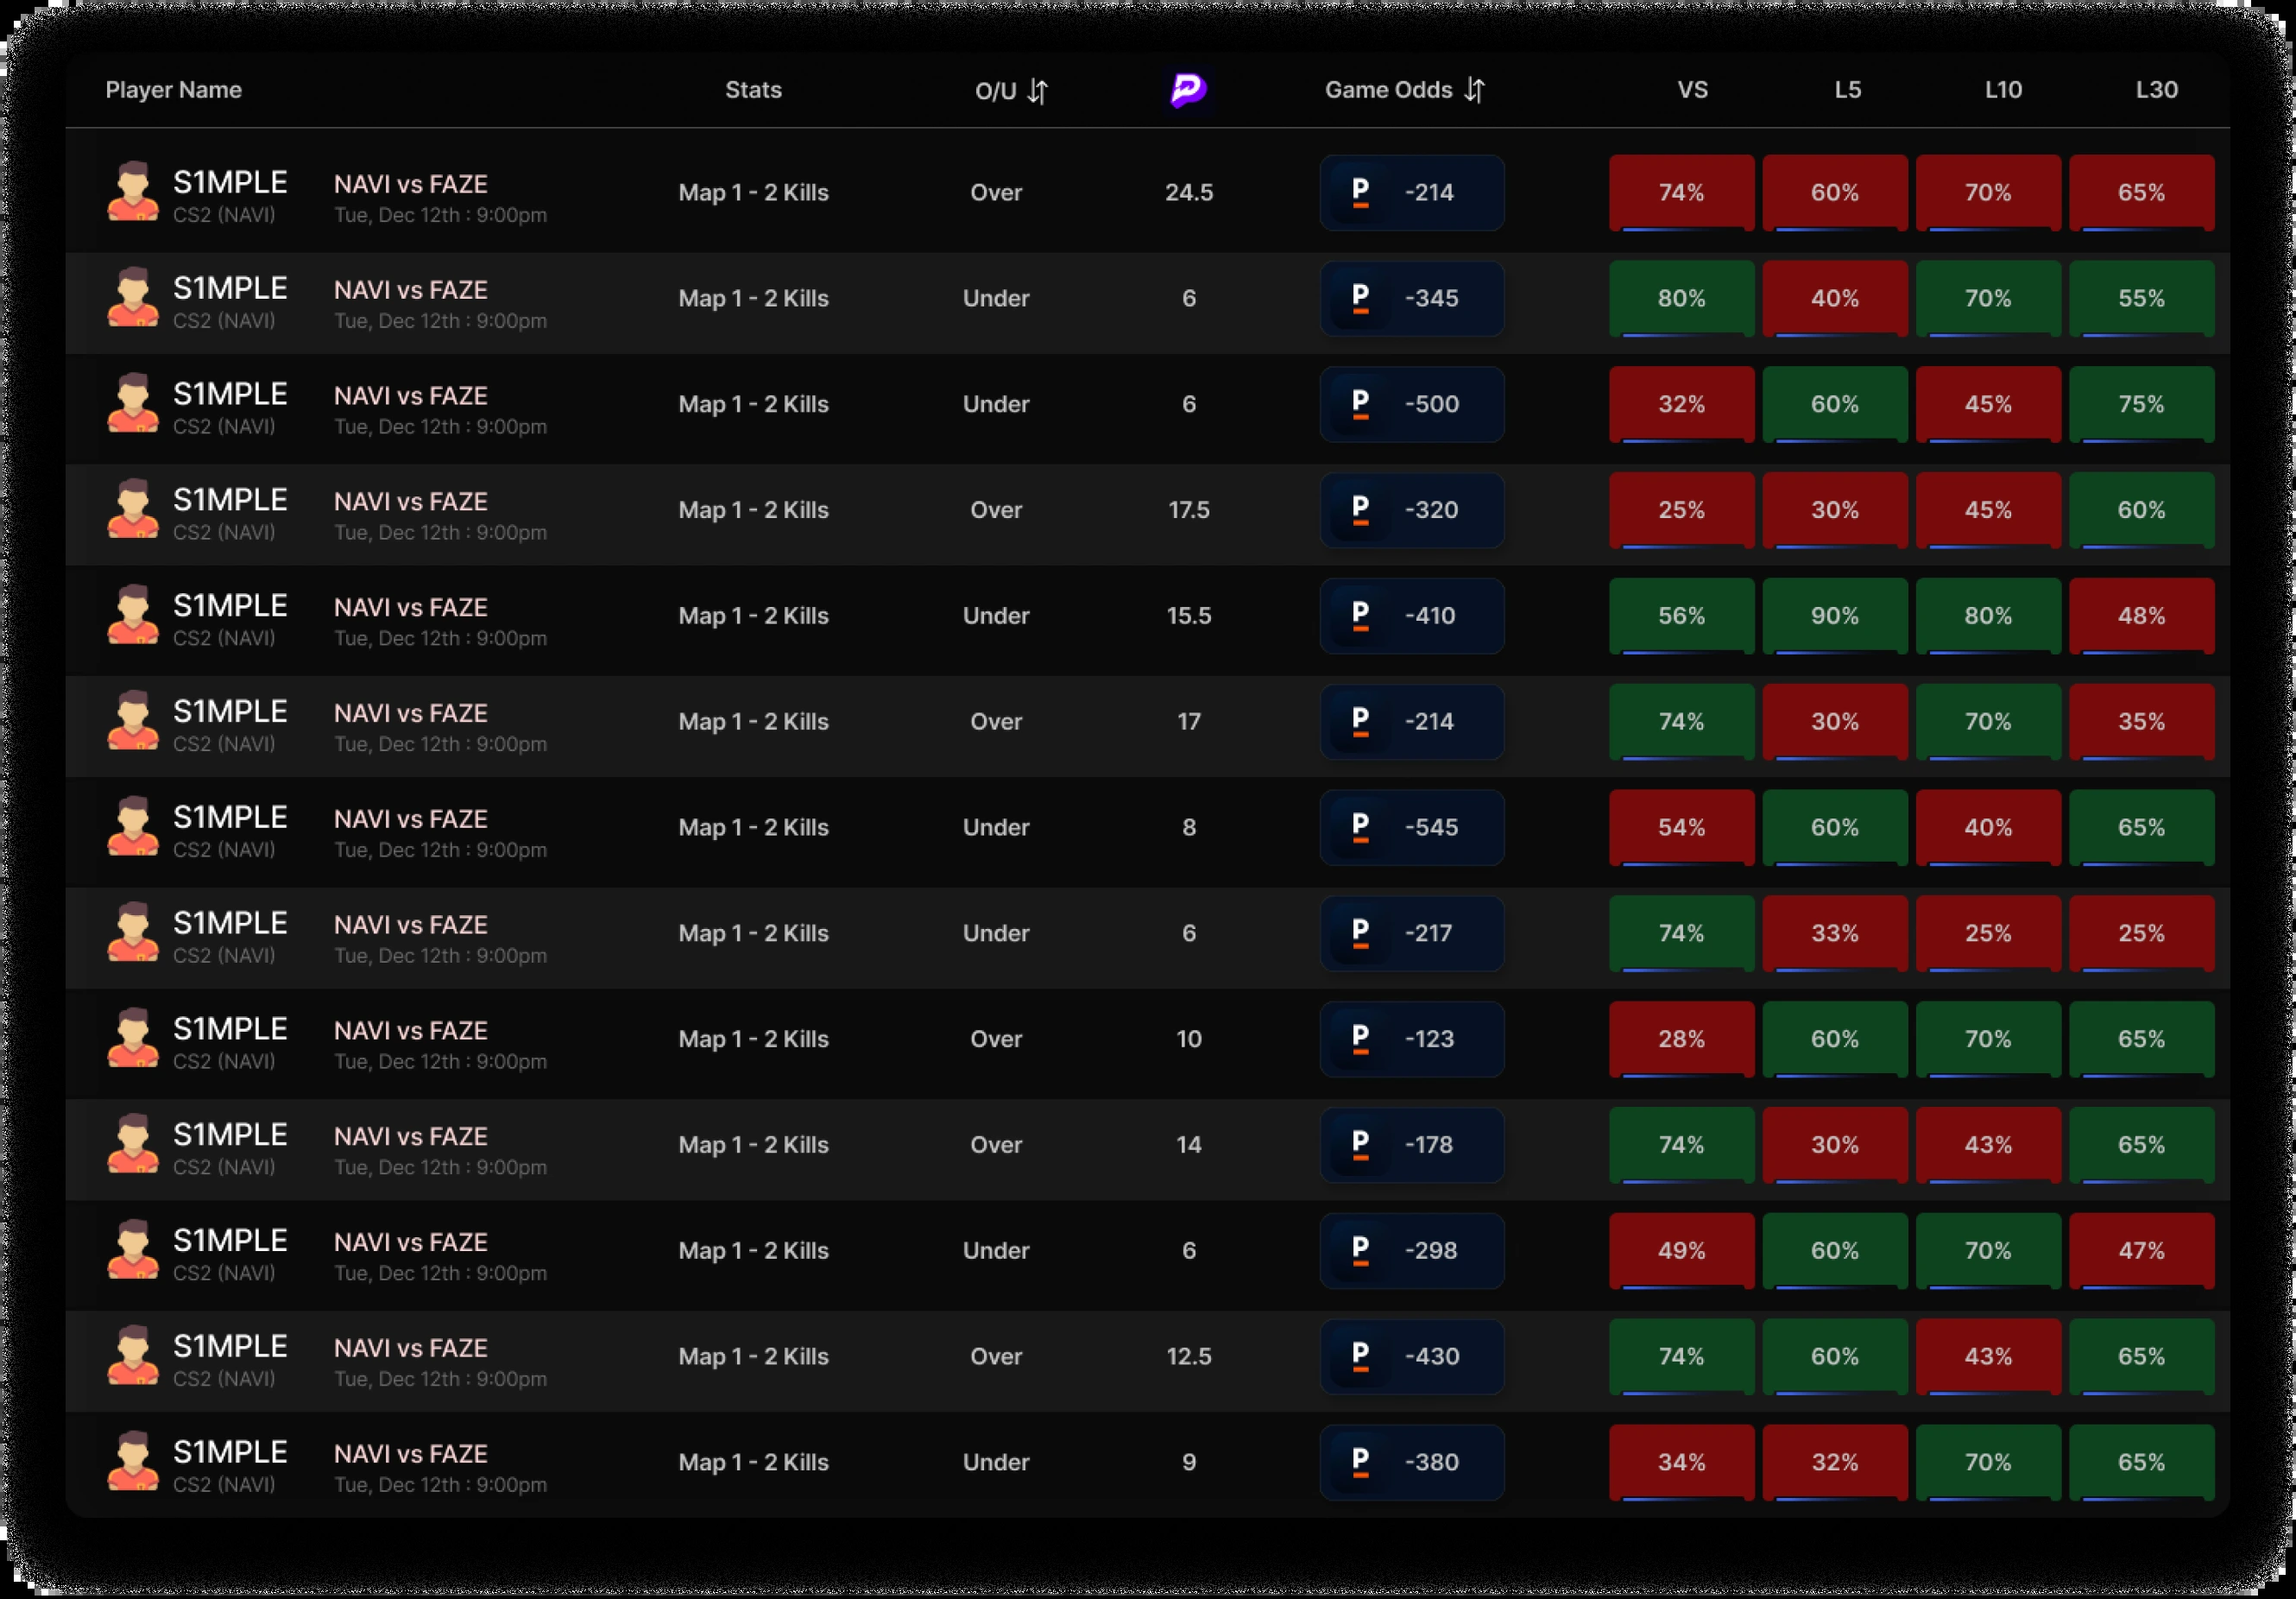 Player Name Stats O/U Game Odds VS L5 L10 L30
S1MPLE NAVI vs FAZE Map 1 - 2 Kills Over 24.5 P -214 74% 60% 70% 65%
CS2 (NAVI) Tue, Dec 12th : 9:00pm
S1MPLE NAVI vs FAZE Map 1 - 2 Kills Under 6 P -345 80% 40% 70% 55%
CS2 (NAVI) Tue, Dec 12th : 9:00pm
S1MPLE NAVI vs FAZE Map 1 - 2 Kills Under 6 P -500 32% 60% 45% 75%
CS2 (NAVI) Tue, Dec 12th : 9:00pm
S1MPLE NAVI vs FAZE Map 1 - 2 Kills Over 17.5 P -320 25% 30% 45% 60%
CS2 (NAVI) Tue, Dec 12th : 9:00pm
S1MPLE NAVI vs FAZE Map 1 - 2 Kills Under 15.5 P -410 56% 90% 80% 48%
CS2 (NAVI) Tue, Dec 12th : 9:00pm
S1MPLE NAVI vs FAZE Map 1 - 2 Kills Over 17 P -214 74% 30% 70% 35%
CS2 (NAVI) Tue, Dec 12th : 9:00pm
S1MPLE NAVI vs FAZE Map 1 - 2 Kills Under 8 P -545 54% 60% 40% 65%
CS2 (NAVI) Tue, Dec 12th : 9:00pm
S1MPLE NAVI vs FAZE Map 1 - 2 Kills Under 6 P -217 74% 33% 25% 25%
CS2 (NAVI) Tue, Dec 12th : 9:00pm
S1MPLE NAVI vs FAZE Map 1 - 2 Kills Over 10 P -123 28% 60% 70% 65%
CS2 (NAVI) Tue, Dec 12th : 9:00pm
S1MPLE NAVI vs FAZE Map 1 - 2 Kills Over 14 P -178 74% 30% 43% 65%
CS2 (NAVI) Tue, Dec 12th : 9:00pm
S1MPLE NAVI vs FAZE Map 1 - 2 Kills Under 6 P -298 49% 60% 70% 47%
CS2 (NAVI) Tue, Dec 12th : 9:00pm
S1MPLE NAVI vs FAZE Map 1 - 2 Kills Over 12.5 P -430 74% 60% 43% 65%
CS2 (NAVI) Tue, Dec 12th : 9:00pm
S1MPLE NAVI vs FAZE Map 1 - 2 Kills Under 9 P -380 34% 32% 70% 65%
CS2 (NAVI) Tue, Dec 12th : 9:00pm